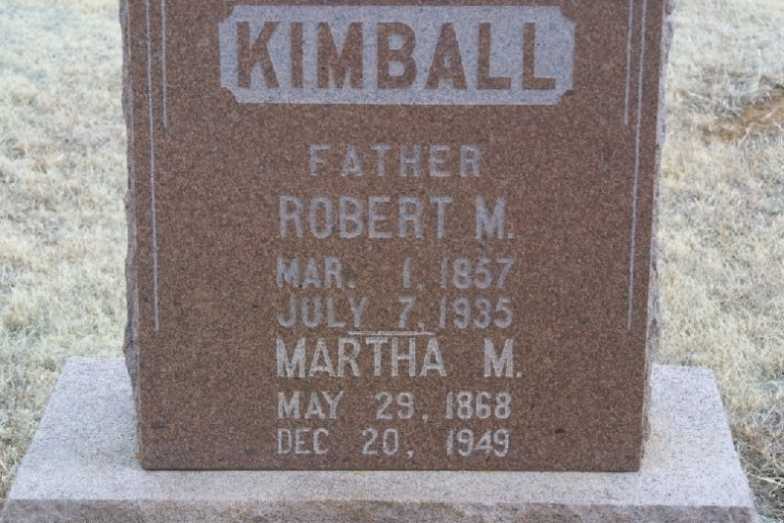 KIMBALL
FATHER
ROBERT M.
MAR. 1, 1857
JULY 7, 1935
MARTHA M.
MAY 29, 1868
DEC 20, 1949